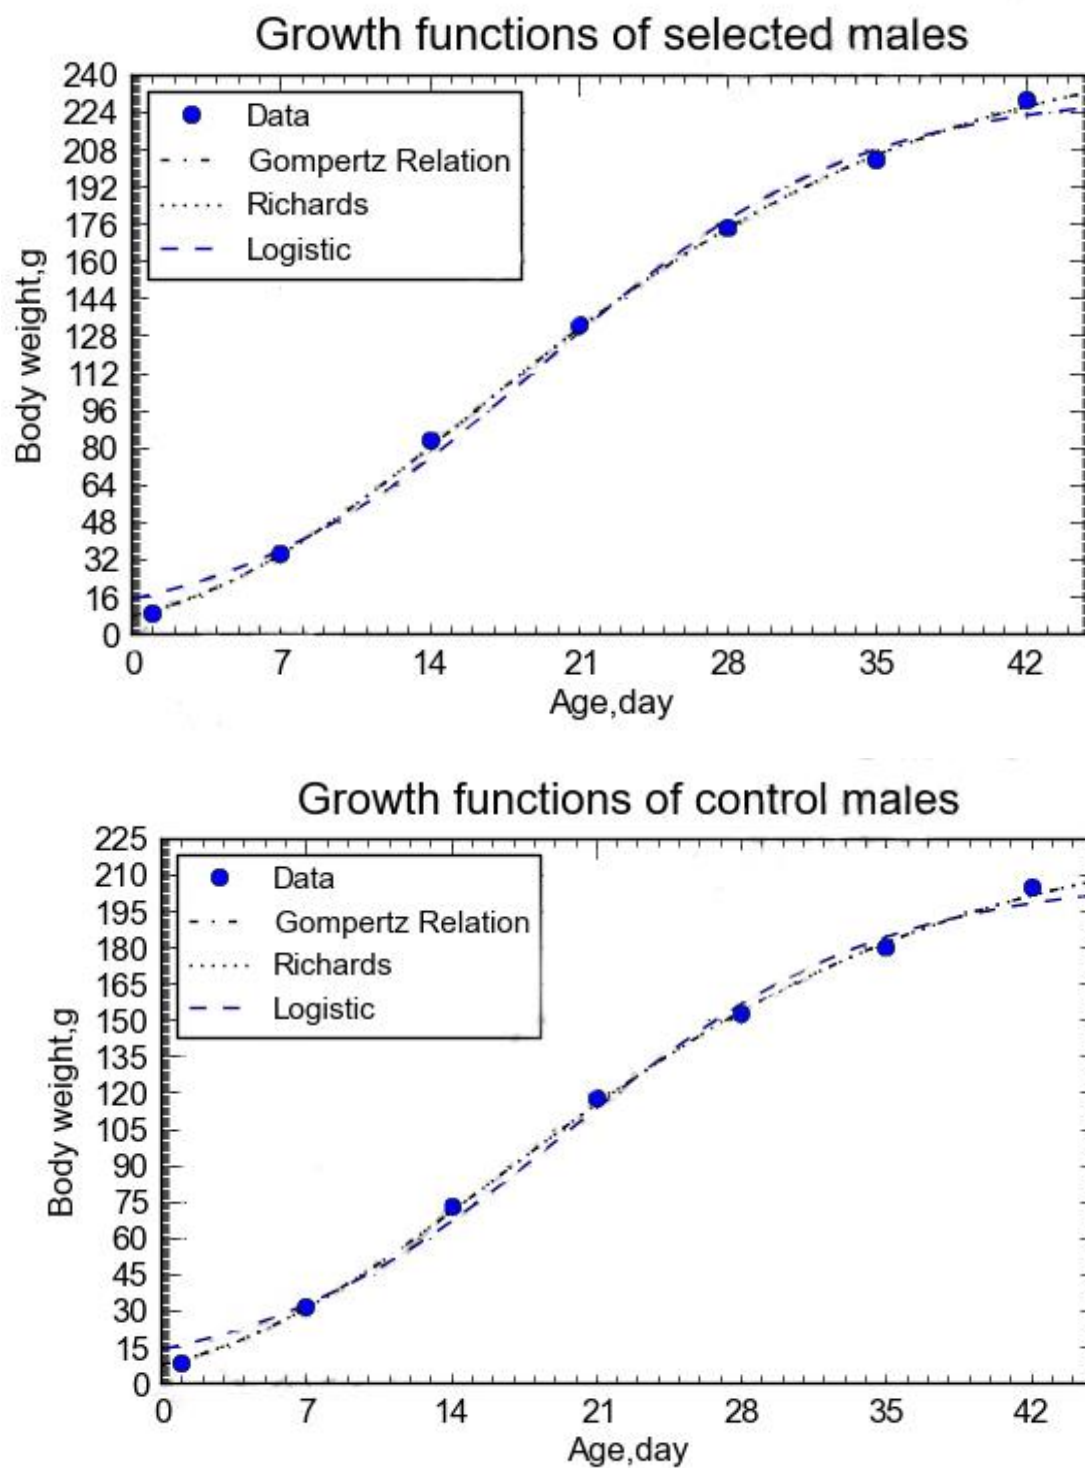 Growth functions of selected males
240
224
208
192
176
160
144
128
112
96
80
64
48
32
16
0
Body weight,g
Data
Gompertz Relation
Richards
Logistic
0 7 14 21 28 35 42
Age,day
Growth functions of control males
225
210
195
180
165
150
135
120
105
90
75
60
45
30
15
0
Body weight,g
Data
Gompertz Relation
Richards
Logistic
0 7 14 21 28 35 42
Age,day